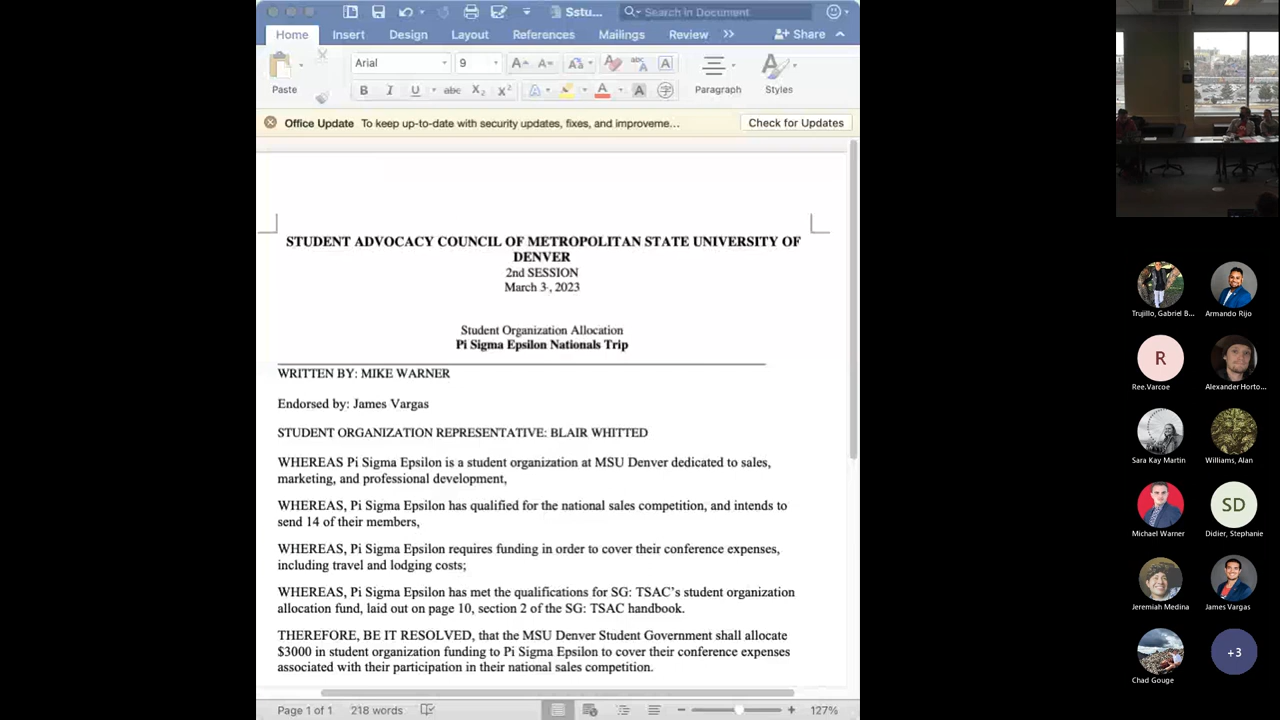 Sstu...
Search in Document
Home Insert Design Layout References Mailings Review Share
Paste Arial 9 Paragraph Styles
Office Update To keep up-to-date with security updates, fixes, and improveme... Check for Updates
STUDENT ADVOCACY COUNCIL OF METROPOLITAN STATE UNIVERSITY OF
DENVER
2nd SESSION
March 3-, 2023
Student Organization Allocation
Pi Sigma Epsilon Nationals Trip
WRITTEN BY: MIKE WARNER
Endorsed by: James Vargas
STUDENT ORGANIZATION REPRESENTATIVE: BLAIR WHITTED
WHEREAS Pi Sigma Epsilon is a student organization at MSU Denver dedicated to sales,
marketing, and professional development,
WHEREAS, Pi Sigma Epsilon has qualified for the national sales competition, and intends to
send 14 of their members,
WHEREAS, Pi Sigma Epsilon requires funding in order to cover their conference expenses,
including travel and lodging costs;
WHEREAS, Pi Sigma Epsilon has met the qualifications for SG: TSAC's student organization
allocation fund, laid out on page 10, section 2 of the SG: TSAC handbook.
THEREFORE, BE IT RESOLVED, that the MSU Denver Student Government shall allocate
$3000 in student organization funding to Pi Sigma Epsilon to cover their conference expenses
associated with their participation in their national sales competition.
Page 1 of 1 218 words 127%
Trujillo, Gabriel B... Armando Rijo
R
Ree.Varcoe Alexander Horto...
Sara Kay Martin Williams, Alan
SD
Michael Warner Didier, Stephanie
Jeremiah Medina James Vargas
+3
Chad Gouge